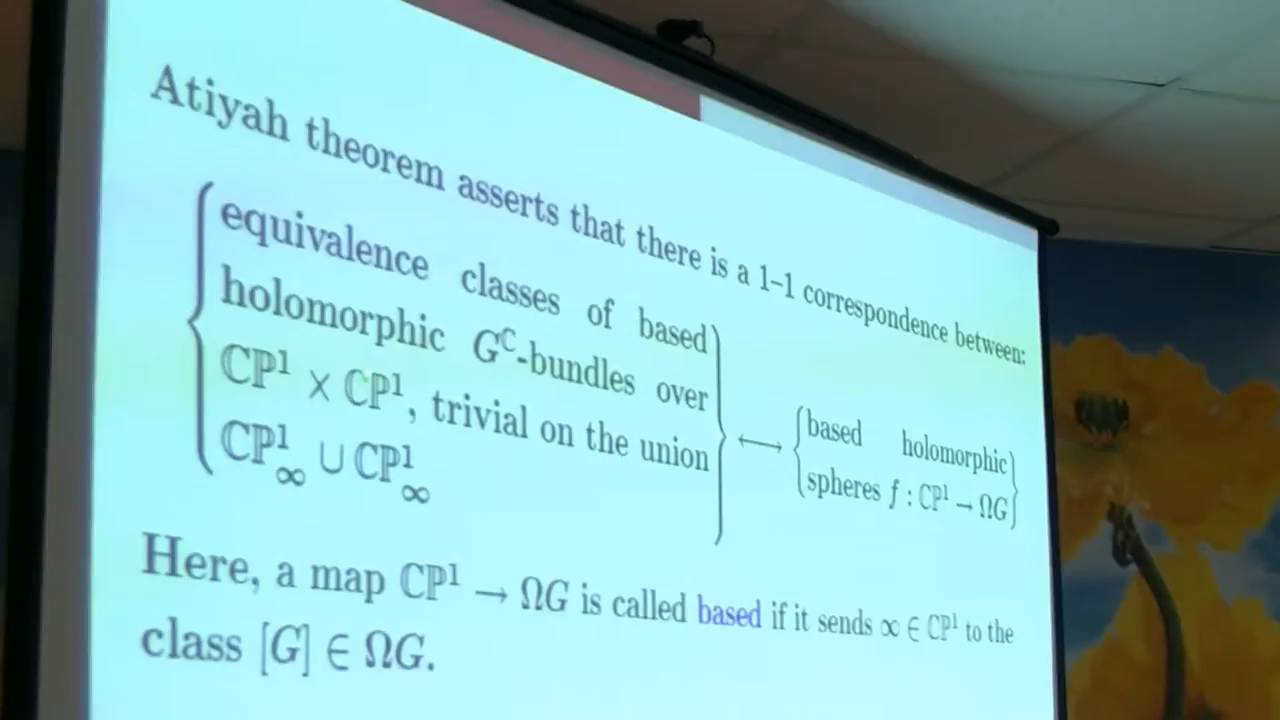 Atiyah theorem asserts that there is a 1–1 correspondence between:
equivalence classes of based
holomorphic Gᶜ-bundles over
ℂℙ¹ × ℂℙ¹, trivial on the union
ℂℙ¹_∞ ∪ ℂℙ¹_∞
⟷
based holomorphic
spheres f : ℂℙ¹ → ΩG
Here, a map ℂℙ¹ → ΩG is called based if it sends ∞ ∈ ℂℙ¹ to the
class [G] ∈ ΩG.